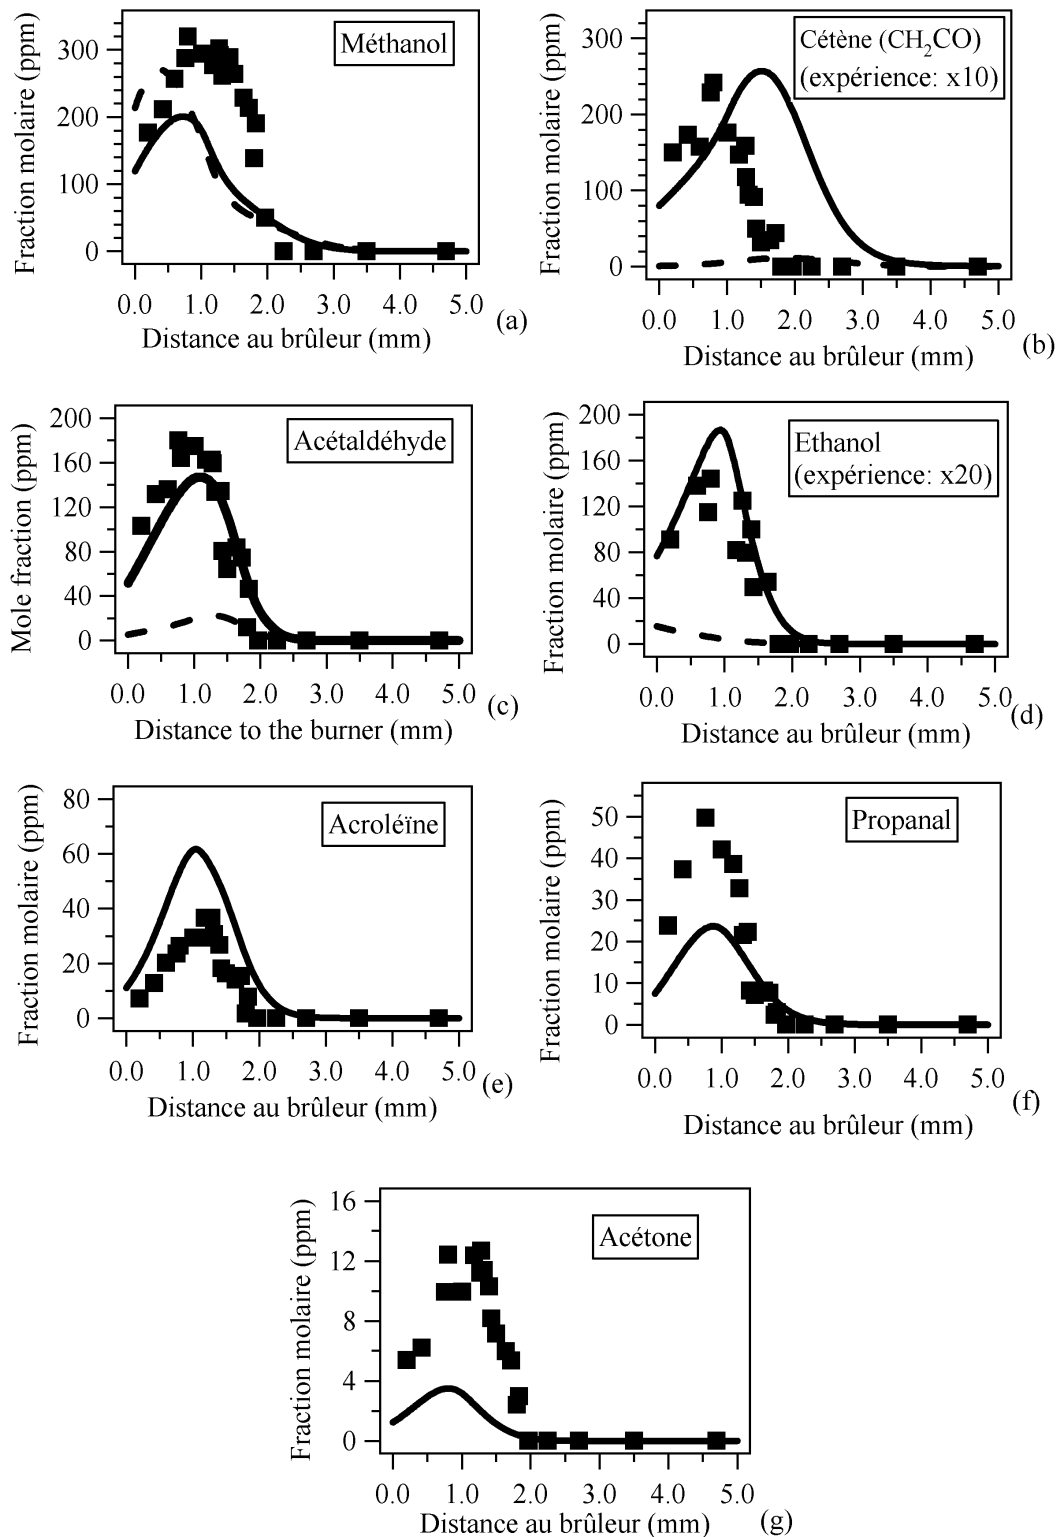 Fraction molaire (ppm)
300
200
100
0
Méthanol
0.0 1.0 2.0 3.0 4.0 5.0
Distance au brûleur (mm)
(a)
Fraction molaire (ppm)
300
200
100
0
Cétène (CH₂CO)
(expérience: x10)
0.0 1.0 2.0 3.0 4.0 5.0
Distance au brûleur (mm)
(b)
Mole fraction (ppm)
200
160
120
80
40
0
Acétaldéhyde
0.0 1.0 2.0 3.0 4.0 5.0
Distance to the burner (mm)
(c)
Fraction molaire (ppm)
200
160
120
80
40
0
Ethanol
(expérience: x20)
0.0 1.0 2.0 3.0 4.0 5.0
Distance au brûleur (mm)
(d)
Fraction molaire (ppm)
80
60
40
20
0
Acroléïne
0.0 1.0 2.0 3.0 4.0 5.0
Distance au brûleur (mm)
(e)
Fraction molaire (ppm)
50
40
30
20
10
0
Propanal
0.0 1.0 2.0 3.0 4.0 5.0
Distance au brûleur (mm)
(f)
Fraction molaire (ppm)
16
12
8
4
0
Acétone
0.0 1.0 2.0 3.0 4.0 5.0
Distance au brûleur (mm)
(g)